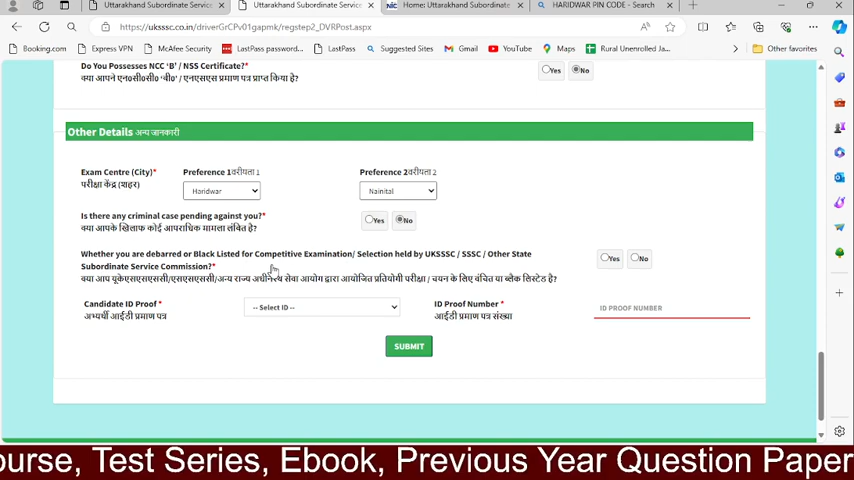 Uttarakhand Subordinate Servic
Uttarakhand Subordinate Servic
Home: Uttarakhand Subordinate
HARIDWAR PIN CODE - Search
https://uksssc.co.in/driverGrCPv01gapmup/regstep2_DVRPost.aspx
Booking.com
Express VPN
McAfee Security
LastPass password...
LastPass
Suggested Sites
Gmail
YouTube
Maps
Rural Unenrolled Ja...
Other favorites
Do You Possesses NCC 'B' / NSS Certificate?*
क्या आपने एन०सी०सी० 'बी०' / एनएसएस प्रमाण पत्र प्राप्त किया है?
Yes
No
Other Details अन्य जानकारी
Exam Centre (City)*
परीक्षा केंद्र (शहर)
Preference 1वरीयता 1
Haridwar
Preference 2वरीयता 2
Nainital
Is there any criminal case pending against you?*
क्या आपके खिलाफ कोई आपराधिक मामला लंबित है?
Yes
No
Whether you are debarred or Black Listed for Competitive Examination/ Selection held by UKSSSC / SSSC / Other State
Subordinate Service Commission?*
क्या आप यूकेएसएसएससी/एसएसएससी/अन्य राज्य अधीनस्थ सेवा आयोग द्वारा आयोजित प्रतियोगी परीक्षा / चयन के लिए वंचित या ब्लैक लिस्टेड है?
Yes
No
Candidate ID Proof *
अभ्यर्थी आईडी प्रमाण पत्र
-- Select ID --
ID Proof Number *
आईडी प्रमाण पत्र संख्या
ID PROOF NUMBER
SUBMIT
ourse, Test Series, Ebook, Previous Year Question Paper